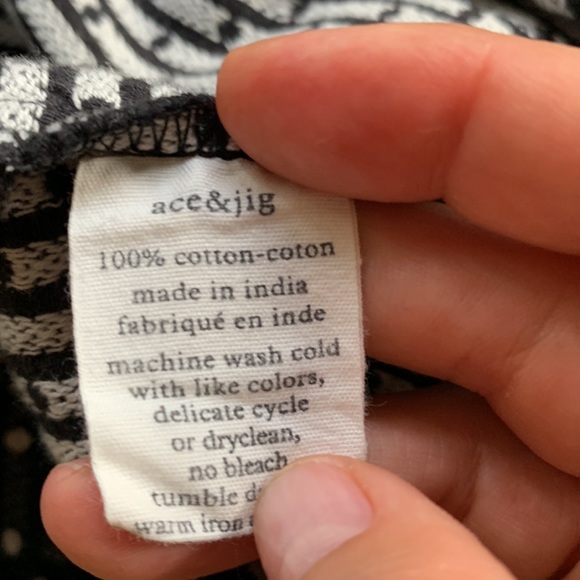 ace&jig
100% cotton-coton
made in india
fabriqué en inde
machine wash cold
with like colors,
delicate cycle
or dryclean,
no bleach
tumble
warm iron